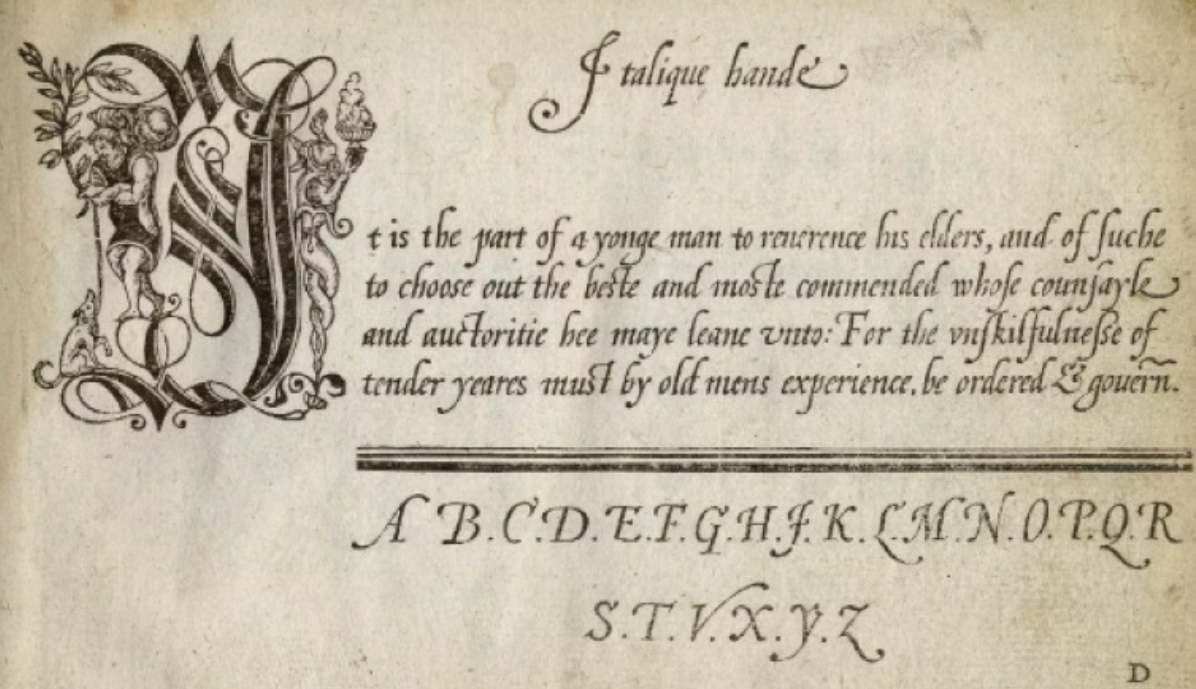 Italique hande
It is the part of a yonge man to reuerence his elders, and of ſuche
to chooſe out the beſte and moſte commended whoſe counſayle
and auctoritie hee maye leane vnto: For the vnſkilfulneſſe of
tender yeares muſt by old mens experience, be ordered & gouern̄.
A B.C.D.E.F.G.H.I.K.L.M.N.O.P.Q.R
S.T.V.X.y.Z
D